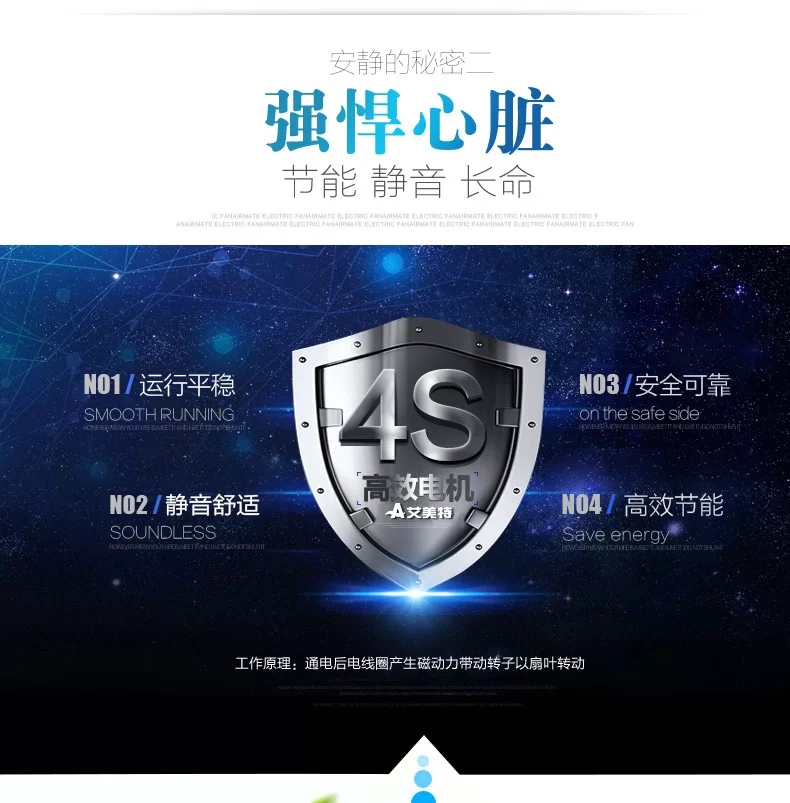 安静的秘密二
强悍心脏
节能 静音 长命
IC FANAIRMATE ELECTRIC FANAIRMATE ELECTRIC FANAIRMATE ELECTRIC FANAIRMATE ELECTRIC FANAIRMATE ELECTRIC F
ANAIRMATE ELECTRIC FANAIRMATE ELECTRIC FANAIRMATE ELECTRIC FANAIRMATE ELECTRIC FANAIRMATE ELECTRIC FANAIRMATE ELECTRIC FAN
4S
高效电机
艾美特
NO1 / 运行平稳
SMOOTH RUNNING
NO2 / 静音舒适
SOUNDLESS
NO3 / 安全可靠
on the safe side
NO4 / 高效节能
Save energy
工作原理：通电后电线圈产生磁动力带动转子以扇叶转动